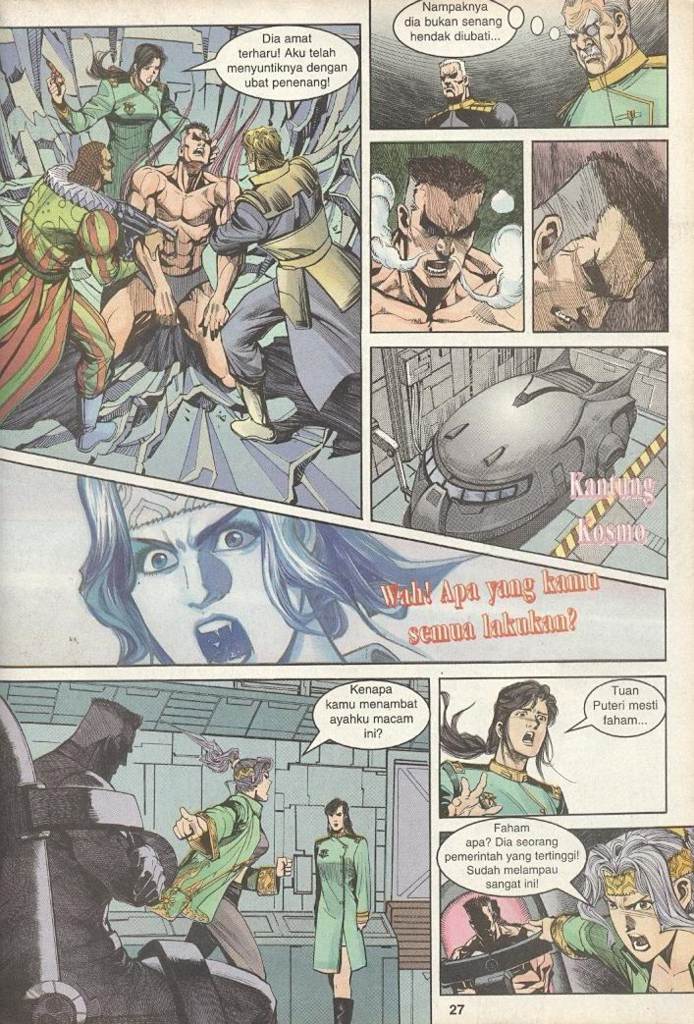 Dia amat
terharu! Aku telah
menyuntiknya dengan
ubat penenang!
Nampaknya
dia bukan senang
hendak diubati...
Kantung
Kosmo
Wah! Apa yang kamu
semua lakukan?
Kenapa
kamu menambat
ayahku macam
ini?
Tuan
Puteri mesti
faham...
Faham
apa? Dia seorang
pemerintah yang tertinggi!
Sudah melampau
sangat ini!
27